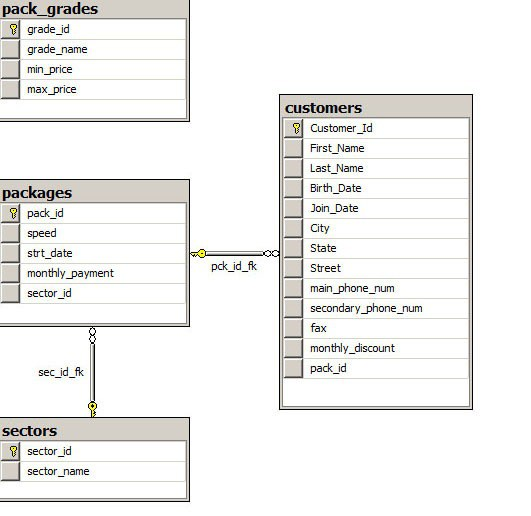 pack_grades
grade_id
grade_name
min_price
max_price
packages
pack_id
speed
strt_date
monthly_payment
sector_id
pck_id_fk
customers
Customer_Id
First_Name
Last_Name
Birth_Date
Join_Date
City
State
Street
main_phone_num
secondary_phone_num
fax
monthly_discount
pack_id
sec_id_fk
sectors
sector_id
sector_name